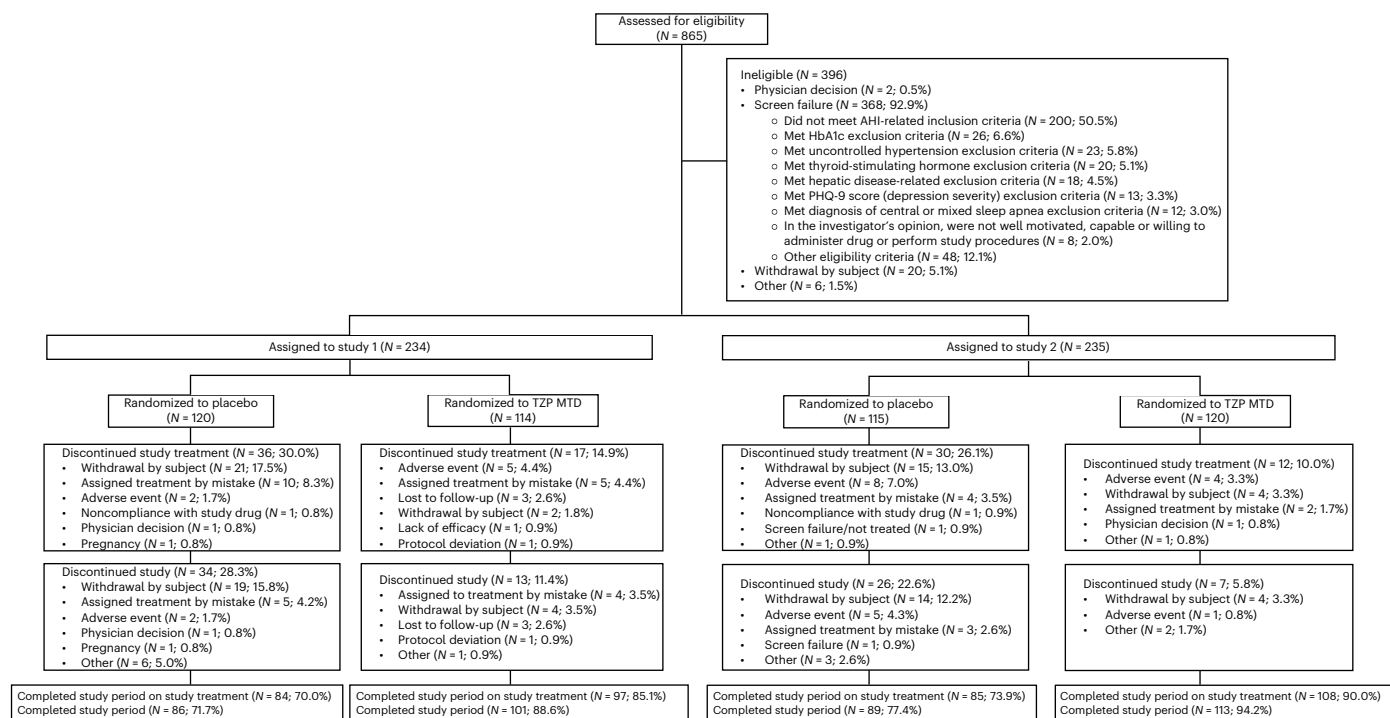 Assessed for eligibility
(N = 865)
Ineligible (N = 396)
• Physician decision (N = 2; 0.5%)
• Screen failure (N = 368; 92.9%)
○ Did not meet AHI-related inclusion criteria (N = 200; 50.5%)
○ Met HbA1c exclusion criteria (N = 26; 6.6%)
○ Met uncontrolled hypertension exclusion criteria (N = 23; 5.8%)
○ Met thyroid-stimulating hormone exclusion criteria (N = 20; 5.1%)
○ Met hepatic disease-related exclusion criteria (N = 18; 4.5%)
○ Met PHQ-9 score (depression severity) exclusion criteria (N = 13; 3.3%)
○ Met diagnosis of central or mixed sleep apnea exclusion criteria (N = 12; 3.0%)
○ In the investigator's opinion, were not well motivated, capable or willing to
administer drug or perform study procedures (N = 8; 2.0%)
○ Other eligibility criteria (N = 48; 12.1%)
• Withdrawal by subject (N = 20; 5.1%)
• Other (N = 6; 1.5%)
Assigned to study 1 (N = 234)
Randomized to placebo
(N = 120)
Discontinued study treatment (N = 36; 30.0%)
• Withdrawal by subject (N = 21; 17.5%)
• Assigned treatment by mistake (N = 10; 8.3%)
• Adverse event (N = 2; 1.7%)
• Noncompliance with study drug (N = 1; 0.8%)
• Physician decision (N = 1; 0.8%)
• Pregnancy (N = 1; 0.8%)
Discontinued study (N = 34; 28.3%)
• Withdrawal by subject (N = 19; 15.8%)
• Assigned treatment by mistake (N = 5; 4.2%)
• Adverse event (N = 2; 1.7%)
• Physician decision (N = 1; 0.8%)
• Pregnancy (N = 1; 0.8%)
• Other (N = 6; 5.0%)
Completed study period on study treatment (N = 84; 70.0%)
Completed study period (N = 86; 71.7%)
Randomized to TZP MTD
(N = 114)
Discontinued study treatment (N = 17; 14.9%)
• Adverse event (N = 5; 4.4%)
• Assigned treatment by mistake (N = 5; 4.4%)
• Lost to follow-up (N = 3; 2.6%)
• Withdrawal by subject (N = 2; 1.8%)
• Lack of efficacy (N = 1; 0.9%)
• Protocol deviation (N = 1; 0.9%)
Discontinued study (N = 13; 11.4%)
• Assigned to treatment by mistake (N = 4; 3.5%)
• Withdrawal by subject (N = 4; 3.5%)
• Lost to follow-up (N = 3; 2.6%)
• Protocol deviation (N = 1; 0.9%)
• Other (N = 1; 0.9%)
Completed study period on study treatment (N = 97; 85.1%)
Completed study period (N = 101; 88.6%)
Assigned to study 2 (N = 235)
Randomized to placebo
(N = 115)
Discontinued study treatment (N = 30; 26.1%)
• Withdrawal by subject (N = 15; 13.0%)
• Adverse event (N = 8; 7.0%)
• Assigned treatment by mistake (N = 4; 3.5%)
• Noncompliance with study drug (N = 1; 0.9%)
• Screen failure/not treated (N = 1; 0.9%)
• Other (N = 1; 0.9%)
Discontinued study (N = 26; 22.6%)
• Withdrawal by subject (N = 14; 12.2%)
• Adverse event (N = 5; 4.3%)
• Assigned treatment by mistake (N = 3; 2.6%)
• Screen failure (N = 1; 0.9%)
• Other (N = 3; 2.6%)
Completed study period on study treatment (N = 85; 73.9%)
Completed study period (N = 89; 77.4%)
Randomized to TZP MTD
(N = 120)
Discontinued study treatment (N = 12; 10.0%)
• Adverse event (N = 4; 3.3%)
• Withdrawal by subject (N = 4; 3.3%)
• Assigned treatment by mistake (N = 2; 1.7%)
• Physician decision (N = 1; 0.8%)
• Other (N = 1; 0.8%)
Discontinued study (N = 7; 5.8%)
• Withdrawal by subject (N = 4; 3.3%)
• Adverse event (N = 1; 0.8%)
• Other (N = 2; 1.7%)
Completed study period on study treatment (N = 108; 90.0%)
Completed study period (N = 113; 94.2%)